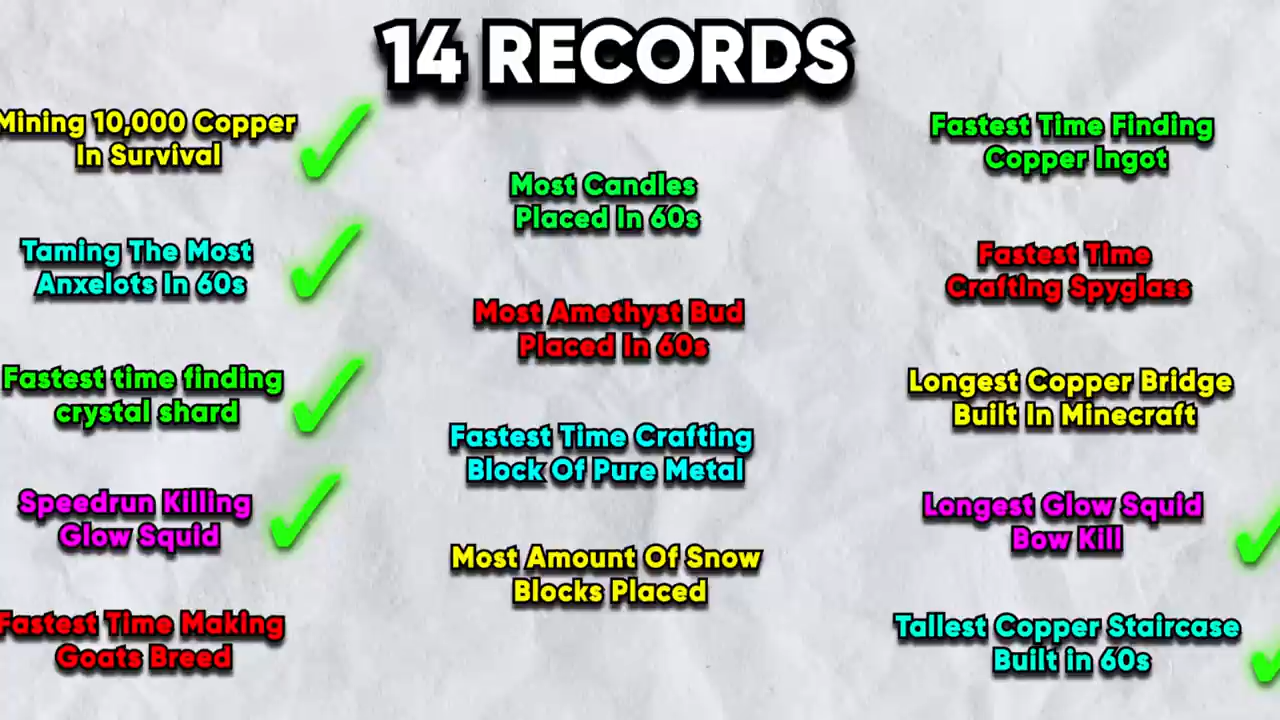 14 RECORDS
Mining 10,000 Copper
In Survival
Taming The Most
Anxelots In 60s
Fastest time finding
crystal shard
Speedrun Killing
Glow Squid
Fastest Time Making
Goats Breed
Most Candles
Placed In 60s
Most Amethyst Bud
Placed In 60s
Fastest Time Crafting
Block Of Pure Metal
Most Amount Of Snow
Blocks Placed
Fastest Time Finding
Copper Ingot
Fastest TIme
Crafting Spyglass
Longest Copper Bridge
Built In Minecraft
Longest Glow Squid
Bow Kill
Tallest Copper Staircase
Built in 60s